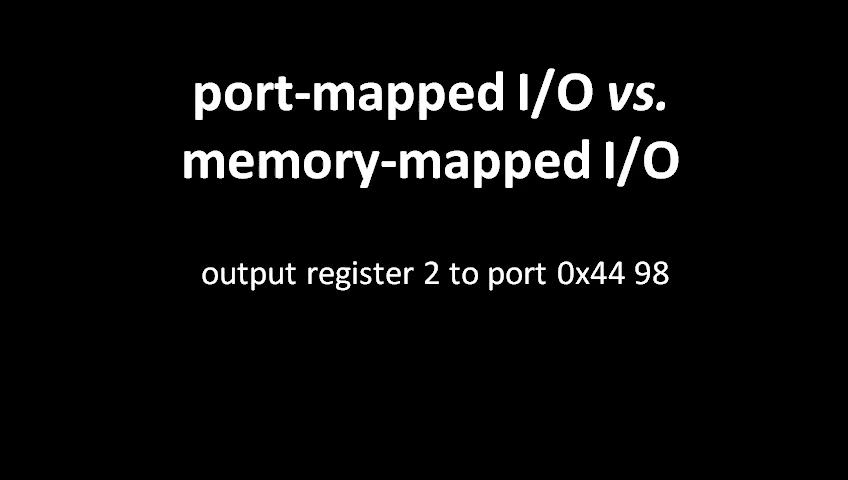 port-mapped I/O vs.
memory-mapped I/O
output register 2 to port 0x44 98